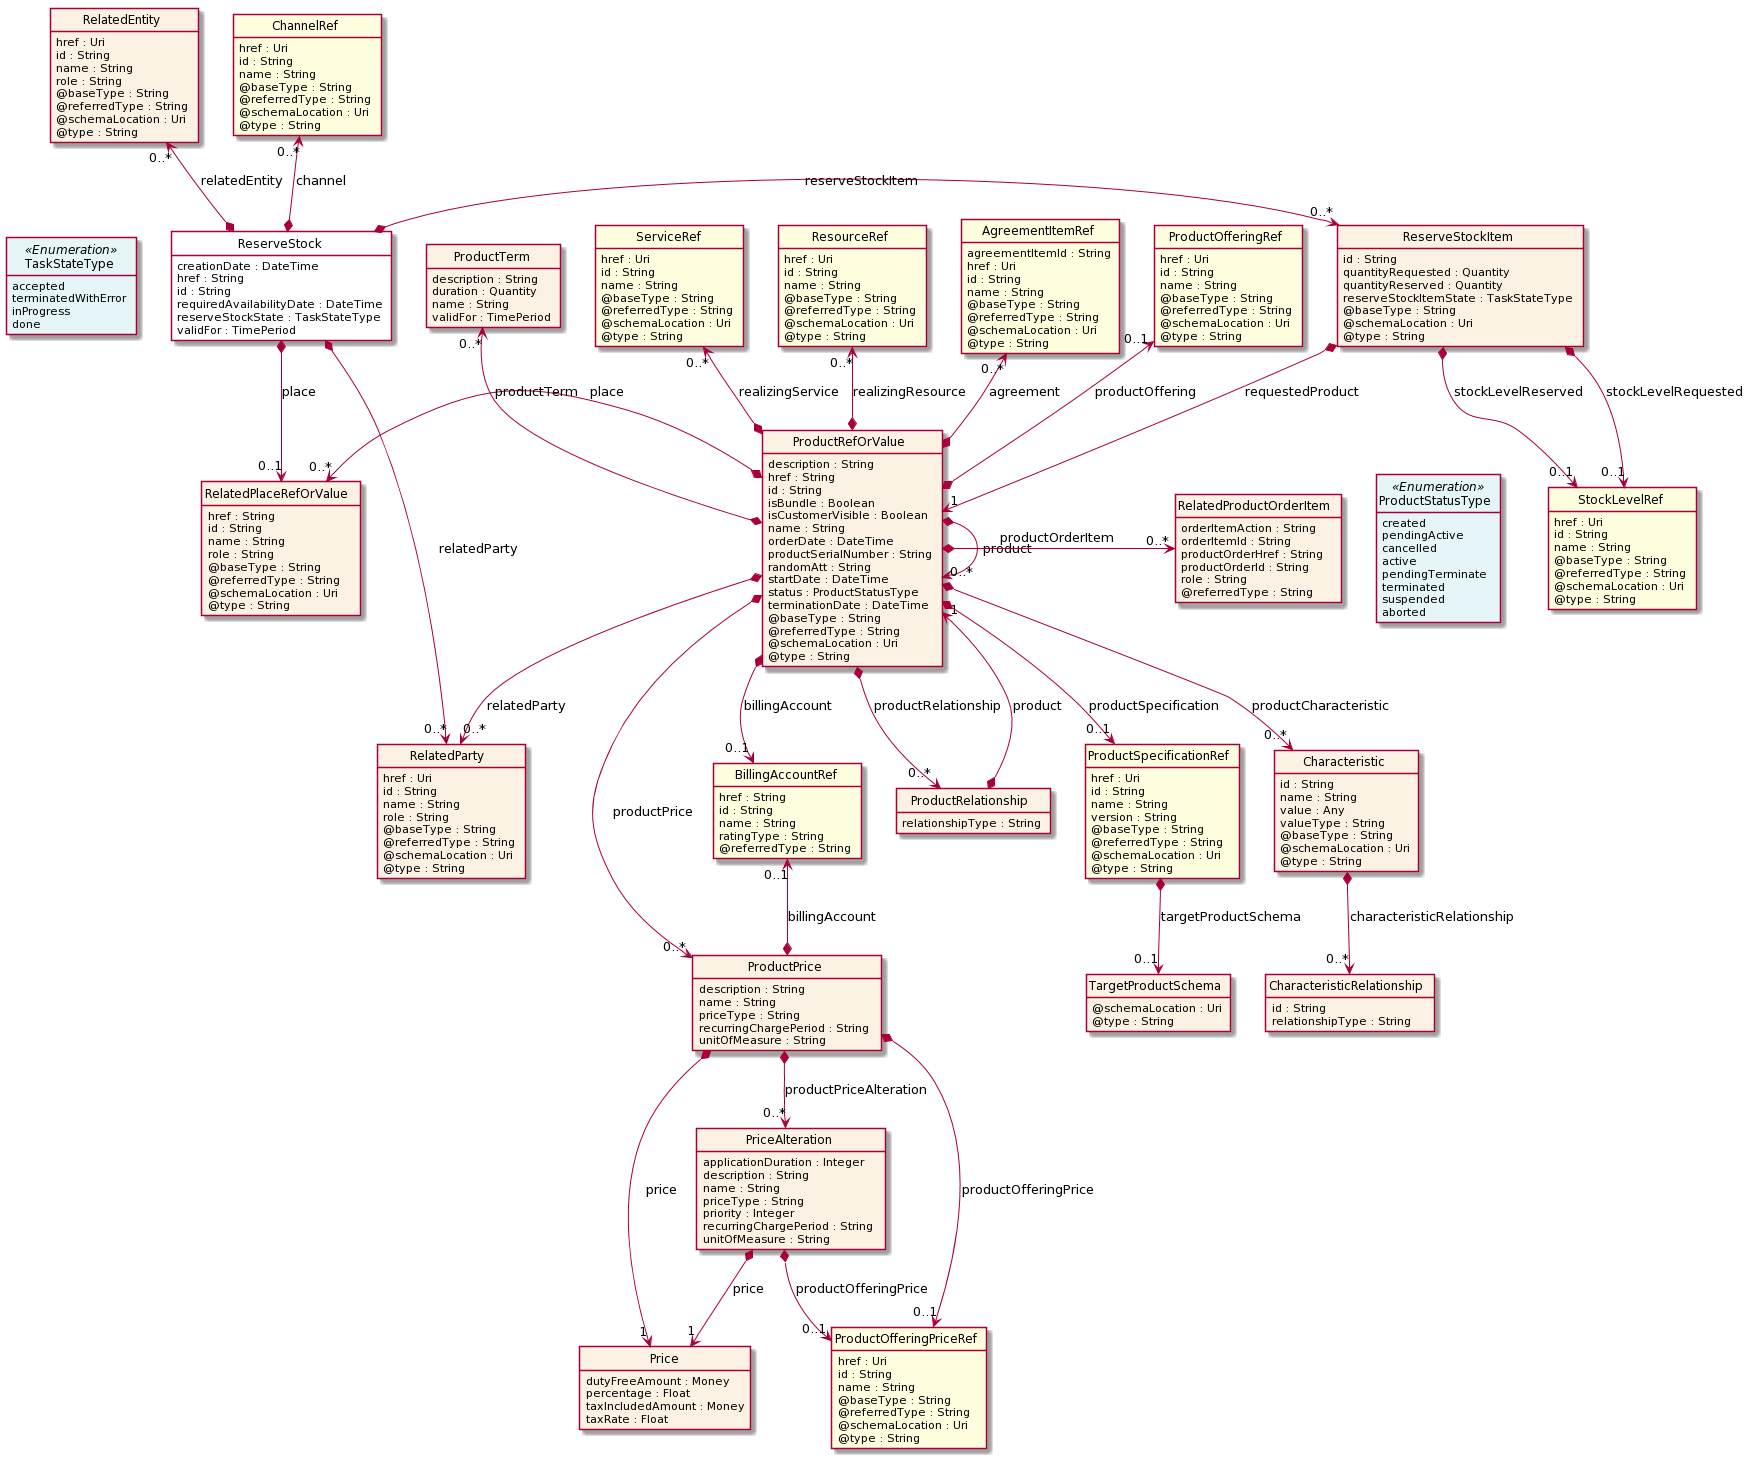 RelatedEntity
href : Uri
id : String
name : String
role : String
@baseType : String
@referredType : String
@schemaLocation : Uri
@type : String
ChannelRef
href : Uri
id : String
name : String
@baseType : String
@referredType : String
@schemaLocation : Uri
@type : String
0..*
0..*
relatedEntity
channel
reserveStockItem
0..*
«Enumeration»
TaskStateType
accepted
terminatedWithError
inProgress
done
ReserveStock
creationDate : DateTime
href : String
id : String
requiredAvailabilityDate : DateTime
reserveStockState : TaskStateType
validFor : TimePeriod
ProductTerm
description : String
duration : Quantity
name : String
validFor : TimePeriod
ServiceRef
href : Uri
id : String
name : String
@baseType : String
@referredType : String
@schemaLocation : Uri
@type : String
ResourceRef
href : Uri
id : String
name : String
@baseType : String
@referredType : String
@schemaLocation : Uri
@type : String
AgreementItemRef
agreementItemId : String
href : Uri
id : String
name : String
@baseType : String
@referredType : String
@schemaLocation : Uri
@type : String
ProductOfferingRef
href : Uri
id : String
name : String
@baseType : String
@referredType : String
@schemaLocation : Uri
@type : String
ReserveStockItem
id : String
quantityRequested : Quantity
quantityReserved : Quantity
reserveStockItemState : TaskStateType
@baseType : String
@schemaLocation : Uri
@type : String
0..*
0..*
0..*
0..*
0..1
place
productTerm
place
realizingService
realizingResource
agreement
productOffering
requestedProduct
stockLevelReserved
stockLevelRequested
0..1
0..*
1
0..1
0..1
RelatedPlaceRefOrValue
href : String
id : String
name : String
role : String
@baseType : String
@referredType : String
@schemaLocation : Uri
@type : String
ProductRefOrValue
description : String
href : String
id : String
isBundle : Boolean
isCustomerVisible : Boolean
name : String
orderDate : DateTime
productSerialNumber : String
randomAtt : String
startDate : DateTime
status : ProductStatusType
terminationDate : DateTime
@baseType : String
@referredType : String
@schemaLocation : Uri
@type : String
productOrderItem
0..*
product
0..*
1
RelatedProductOrderItem
orderItemAction : String
orderItemId : String
productOrderHref : String
productOrderId : String
role : String
@referredType : String
«Enumeration»
ProductStatusType
created
pendingActive
cancelled
active
pendingTerminate
terminated
suspended
aborted
StockLevelRef
href : Uri
id : String
name : String
@baseType : String
@referredType : String
@schemaLocation : Uri
@type : String
relatedParty
relatedParty
billingAccount
productRelationship
product
productSpecification
productCharacteristic
0..*
0..*
0..1
0..*
0..1
0..*
RelatedParty
href : Uri
id : String
name : String
role : String
@baseType : String
@referredType : String
@schemaLocation : Uri
@type : String
productPrice
BillingAccountRef
href : String
id : String
name : String
ratingType : String
@referredType : String
ProductRelationship
relationshipType : String
ProductSpecificationRef
href : Uri
id : String
name : String
version : String
@baseType : String
@referredType : String
@schemaLocation : Uri
@type : String
Characteristic
id : String
name : String
value : Any
valueType : String
@baseType : String
@schemaLocation : Uri
@type : String
0..1
billingAccount
0..*
targetProductSchema
0..1
characteristicRelationship
0..*
ProductPrice
description : String
name : String
priceType : String
recurringChargePeriod : String
unitOfMeasure : String
TargetProductSchema
@schemaLocation : Uri
@type : String
CharacteristicRelationship
id : String
relationshipType : String
productPriceAlteration
0..*
PriceAlteration
applicationDuration : Integer
description : String
name : String
priceType : String
priority : Integer
recurringChargePeriod : String
unitOfMeasure : String
price
productOfferingPrice
price
productOfferingPrice
1
1
0..1
0..1
Price
dutyFreeAmount : Money
percentage : Float
taxIncludedAmount : Money
taxRate : Float
ProductOfferingPriceRef
href : Uri
id : String
name : String
@baseType : String
@referredType : String
@schemaLocation : Uri
@type : String